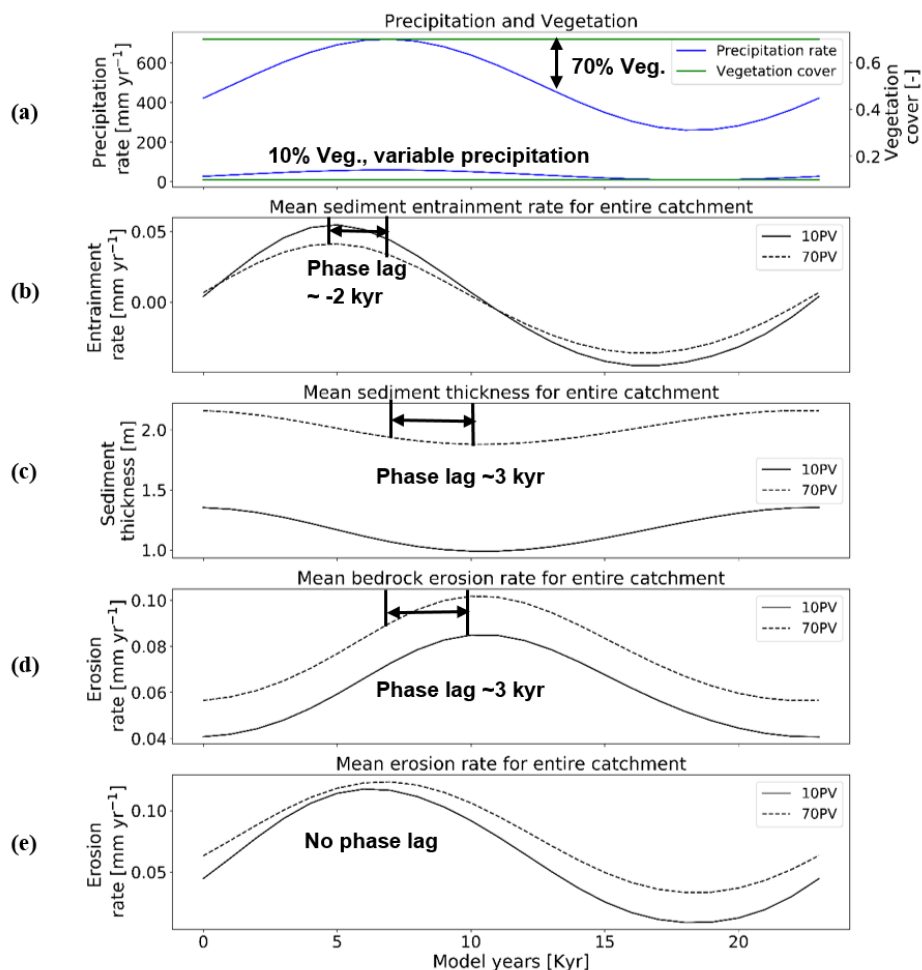 Precipitation and Vegetation
(a)
Precipitation
rate [mm yr⁻¹]
600
400
200
0
70% Veg.
10% Veg., variable precipitation
Precipitation rate
Vegetation cover
0.6
0.4
0.2
Vegetation
cover [-]
Mean sediment entrainment rate for entire catchment
(b)
Entrainment
rate [mm yr⁻¹]
0.05
0.00
Phase lag
~ -2 kyr
10PV
70PV
Mean sediment thickness for entire catchment
(c)
Sediment
thickness [m]
2.0
1.5
1.0
Phase lag ~3 kyr
10PV
70PV
Mean bedrock erosion rate for entire catchment
(d)
Erosion
rate [mm yr⁻¹]
0.10
0.08
0.06
0.04
Phase lag ~3 kyr
10PV
70PV
Mean erosion rate for entire catchment
(e)
Erosion
rate [mm yr⁻¹]
0.10
0.05
No phase lag
10PV
70PV
0 5 10 15 20
Model years [Kyr]